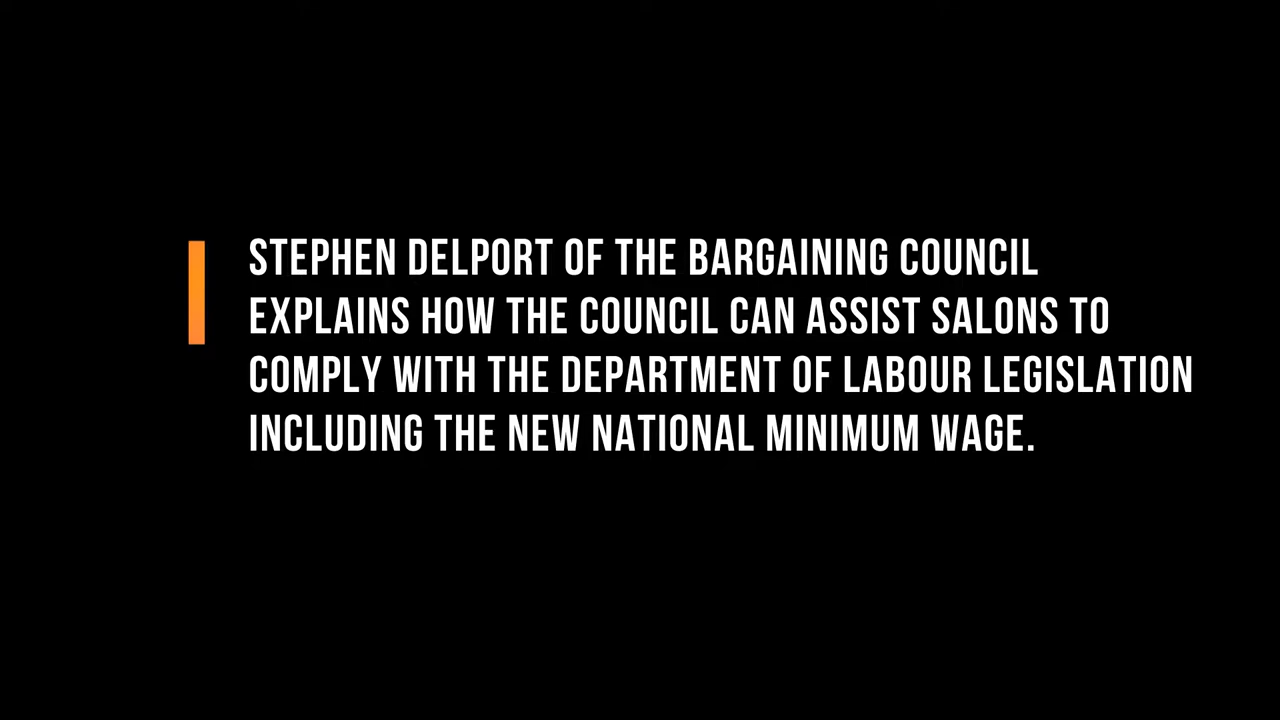 STEPHEN DELPORT OF THE BARGAINING COUNCIL
EXPLAINS HOW THE COUNCIL CAN ASSIST SALONS TO
COMPLY WITH THE DEPARTMENT OF LABOUR LEGISLATION
INCLUDING THE NEW NATIONAL MINIMUM WAGE.